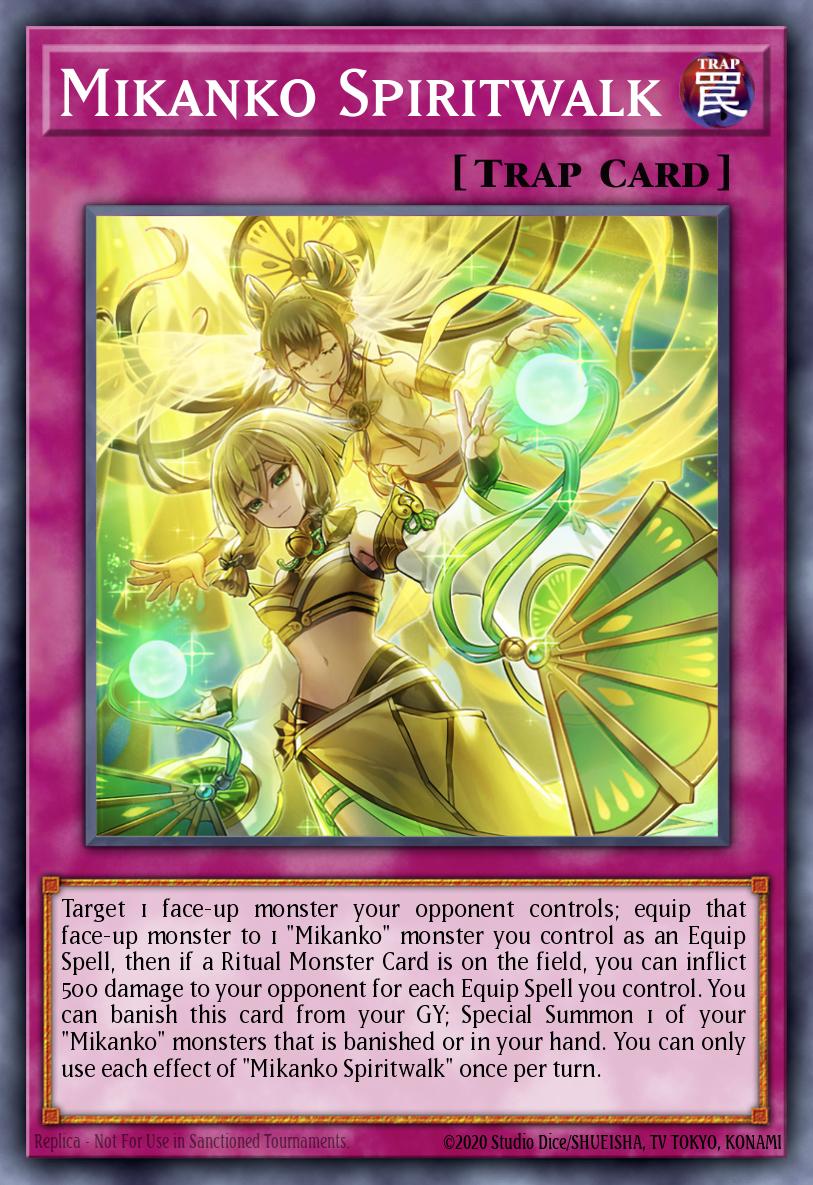 Mikanko Spiritwalk
TRAP
罠
[Trap Card]
Target 1 face-up monster your opponent controls; equip that
face-up monster to 1 "Mikanko" monster you control as an Equip
Spell, then if a Ritual Monster Card is on the field, you can inflict
500 damage to your opponent for each Equip Spell you control. You
can banish this card from your GY; Special Summon 1 of your
"Mikanko" monsters that is banished or in your hand. You can only
use each effect of "Mikanko Spiritwalk" once per turn.
Replica - Not For Use in Sanctioned Tournaments.
©2020 Studio Dice/SHUEISHA, TV TOKYO, KONAMI